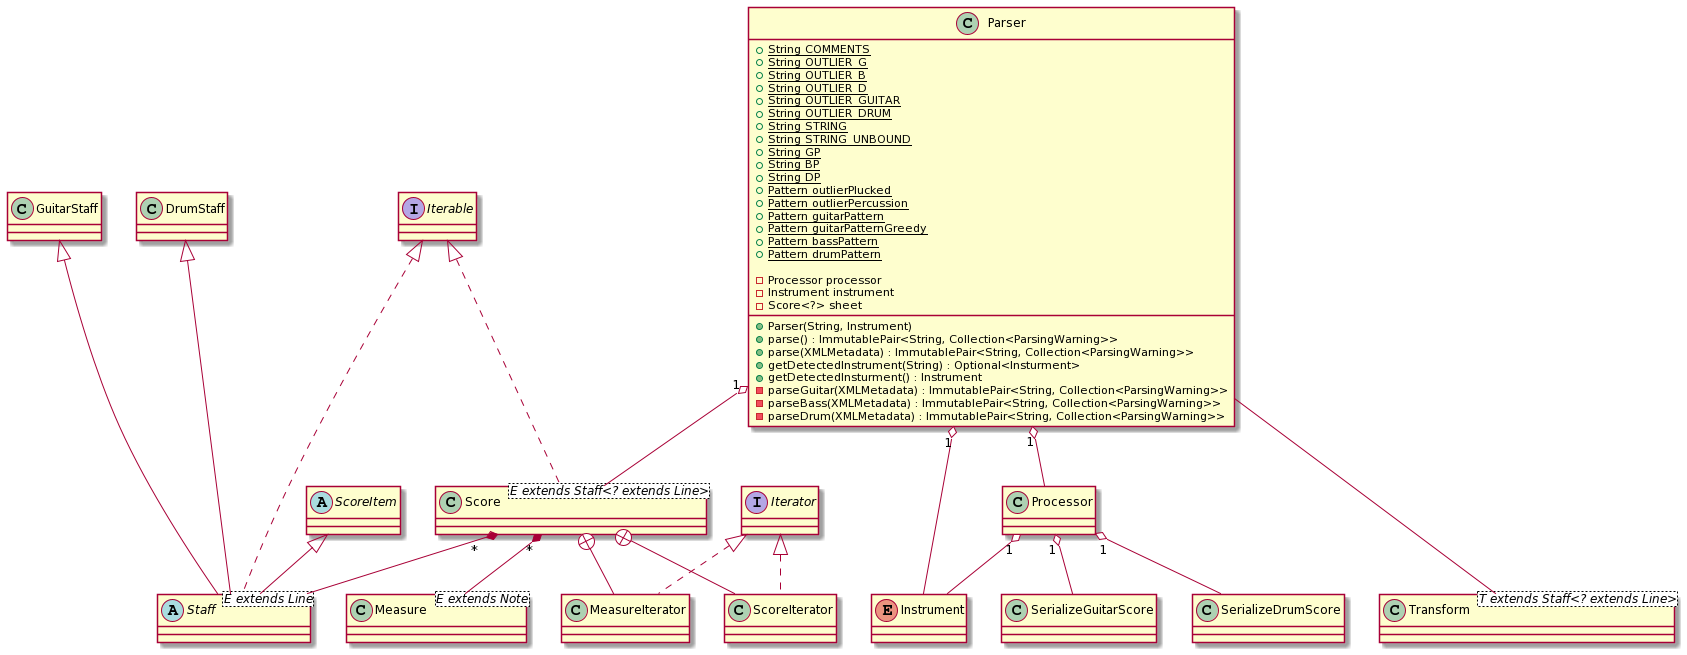 C Parser
String COMMENTS
String OUTLIER_G
String OUTLIER_B
String OUTLIER_D
String OUTLIER_GUITAR
String OUTLIER_DRUM
String STRING
String STRING_UNBOUND
String GP
String BP
String DP
Pattern outlierPlucked
Pattern outlierPercussion
Pattern guitarPattern
Pattern guitarPatternGreedy
Pattern bassPattern
Pattern drumPattern
Processor processor
Instrument instrument
Score<?> sheet
Parser(String, Instrument)
parse() : ImmutablePair<String, Collection<ParsingWarning>>
parse(XMLMetadata) : ImmutablePair<String, Collection<ParsingWarning>>
getDetectedInstrument(String) : Optional<Insturment>
getDetectedInsturment() : Instrument
parseGuitar(XMLMetadata) : ImmutablePair<String, Collection<ParsingWarning>>
parseBass(XMLMetadata) : ImmutablePair<String, Collection<ParsingWarning>>
parseDrum(XMLMetadata) : ImmutablePair<String, Collection<ParsingWarning>>
C GuitarStaff
C DrumStaff
I Iterable
1
1
1
A ScoreItem
C Score
E extends Staff<? extends Line>
I Iterator
C Processor
*
*
1
1
1
A Staff
E extends Line
C Measure
E extends Note
C MeasureIterator
C ScoreIterator
E Instrument
C SerializeGuitarScore
C SerializeDrumScore
C Transform
T extends Staff<? extends Line>